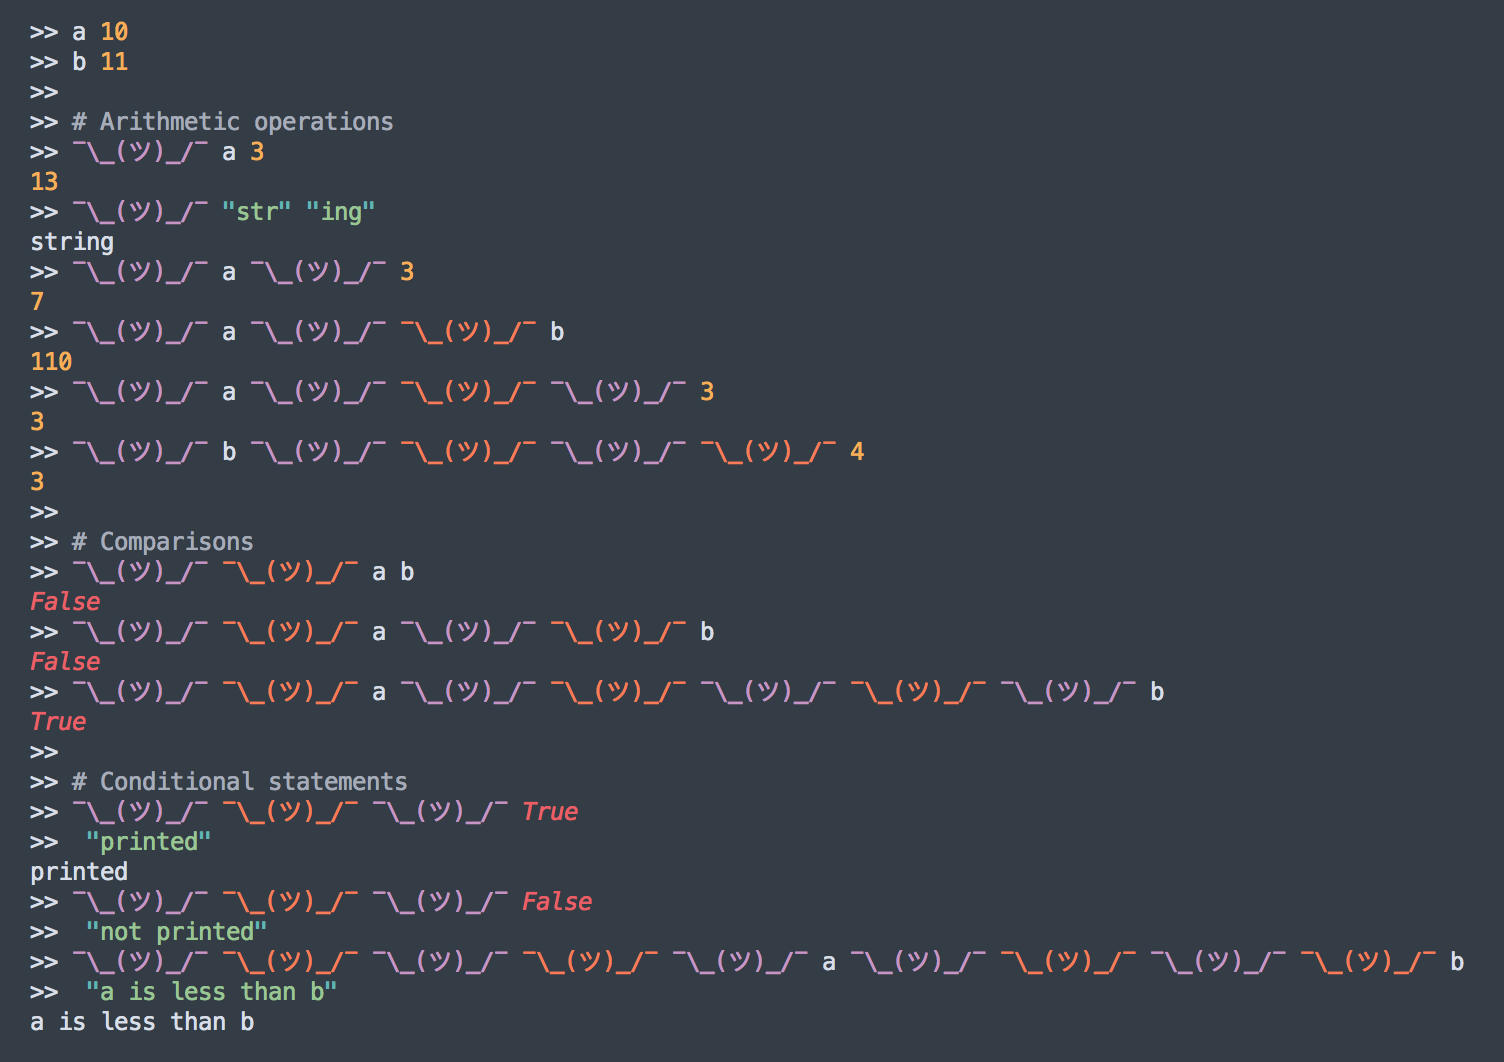 >> a 10
>> b 11
>>
>> # Arithmetic operations
>> ¯\_(ツ)_/¯ a 3
13
>> ¯\_(ツ)_/¯ "str" "ing"
string
>> ¯\_(ツ)_/¯ a ¯\_(ツ)_/¯ 3
7
>> ¯\_(ツ)_/¯ a ¯\_(ツ)_/¯ ¯\_(ツ)_/¯ b
110
>> ¯\_(ツ)_/¯ a ¯\_(ツ)_/¯ ¯\_(ツ)_/¯ ¯\_(ツ)_/¯ 3
3
>> ¯\_(ツ)_/¯ b ¯\_(ツ)_/¯ ¯\_(ツ)_/¯ ¯\_(ツ)_/¯ ¯\_(ツ)_/¯ 4
3
>>
>> # Comparisons
>> ¯\_(ツ)_/¯ ¯\_(ツ)_/¯ a b
False
>> ¯\_(ツ)_/¯ ¯\_(ツ)_/¯ a ¯\_(ツ)_/¯ ¯\_(ツ)_/¯ b
False
>> ¯\_(ツ)_/¯ ¯\_(ツ)_/¯ a ¯\_(ツ)_/¯ ¯\_(ツ)_/¯ ¯\_(ツ)_/¯ ¯\_(ツ)_/¯ ¯\_(ツ)_/¯ b
True
>>
>> # Conditional statements
>> ¯\_(ツ)_/¯ ¯\_(ツ)_/¯ ¯\_(ツ)_/¯ True
>>  "printed"
printed
>> ¯\_(ツ)_/¯ ¯\_(ツ)_/¯ ¯\_(ツ)_/¯ False
>>  "not printed"
>> ¯\_(ツ)_/¯ ¯\_(ツ)_/¯ ¯\_(ツ)_/¯ ¯\_(ツ)_/¯ ¯\_(ツ)_/¯ a ¯\_(ツ)_/¯ ¯\_(ツ)_/¯ ¯\_(ツ)_/¯ ¯\_(ツ)_/¯ b
>>  "a is less than b"
a is less than b